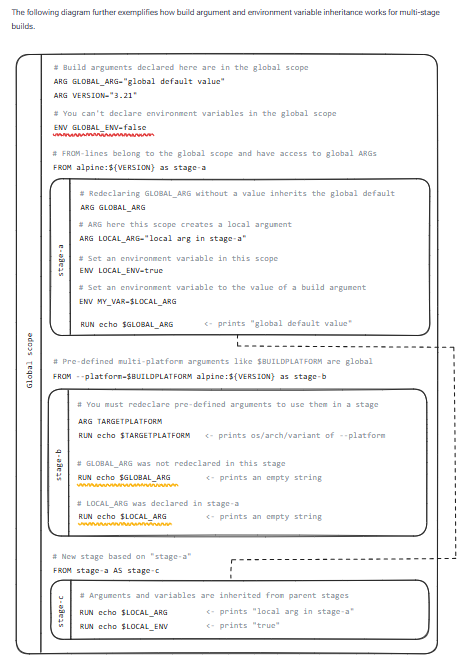 The following diagram further exemplifies how build argument and environment variable inheritance works for multi-stage
builds.
# Build arguments declared here are in the global scope
ARG GLOBAL_ARG="global default value"
ARG VERSION="3.21"
# You can't declare environment variables in the global scope
ENV GLOBAL_ENV=false
# FROM-lines belong to the global scope and have access to global ARGs
FROM alpine:${VERSION} as stage-a
# Redeclaring GLOBAL_ARG without a value inherits the global default
ARG GLOBAL_ARG
# ARG here this scope creates a local argument
ARG LOCAL_ARG="local arg in stage-a"
# Set an environment variable in this scope
ENV LOCAL_ENV=true
# Set an environment variable to the value of a build argument
ENV MY_VAR=$LOCAL_ARG
RUN echo $GLOBAL_ARG <- prints "global default value"
stage-a
Global scope
# Pre-defined multi-platform arguments like $BUILDPLATFORM are global
FROM --platform=$BUILDPLATFORM alpine:${VERSION} as stage-b
# You must redeclare pre-defined arguments to use them in a stage
ARG TARGETPLATFORM
RUN echo $TARGETPLATFORM <- prints os/arch/variant of --platform
# GLOBAL_ARG was not redeclared in this stage
RUN echo $GLOBAL_ARG <- prints an empty string
# LOCAL_ARG was declared in stage-a
RUN echo $LOCAL_ARG <- prints an empty string
stage-b
# New stage based on "stage-a"
FROM stage-a AS stage-c
# Arguments and variables are inherited from parent stages
RUN echo $LOCAL_ARG <- prints "local arg in stage-a"
RUN echo $LOCAL_ENV <- prints "true"
stage-c